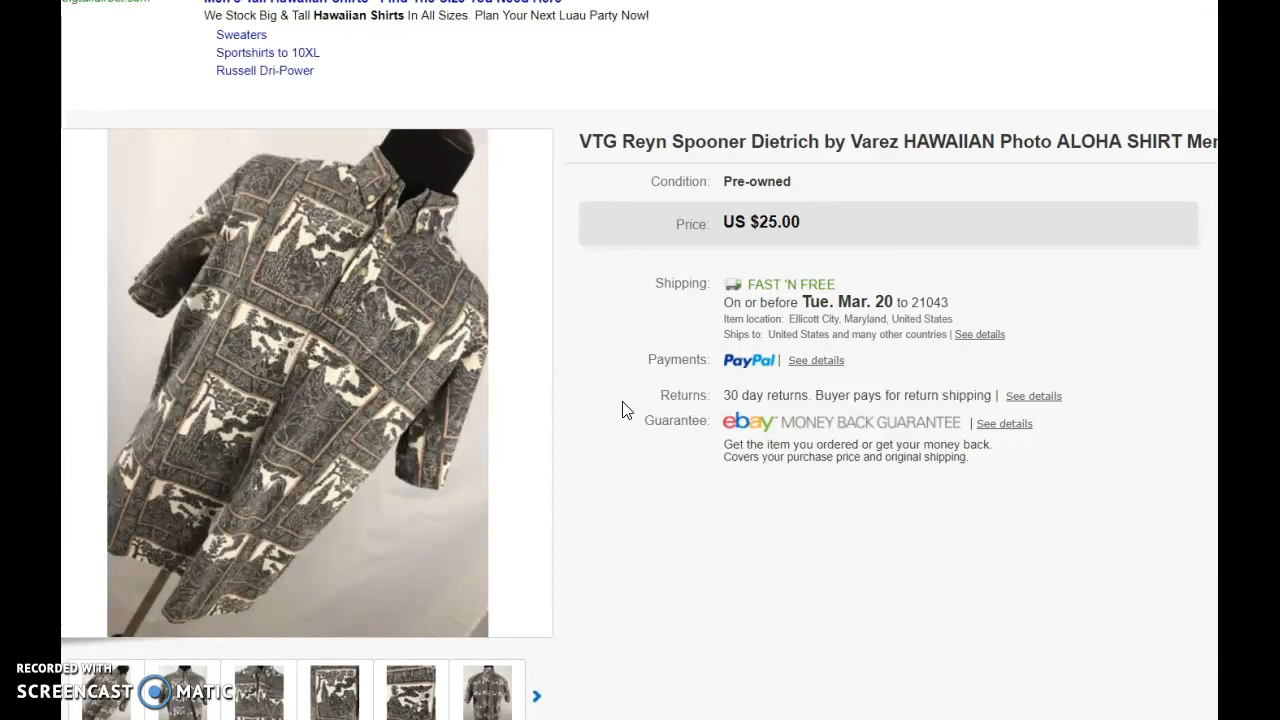 We Stock Big & Tall Hawaiian Shirts In All Sizes. Plan Your Next Luau Party Now!
Sweaters
Sportshirts to 10XL
Russell Dri-Power
VTG Reyn Spooner Dietrich by Varez HAWAIIAN Photo ALOHA SHIRT Mer
Condition: Pre-owned
Price: US $25.00
Shipping: FAST 'N FREE
On or before Tue. Mar. 20 to 21043
Item location: Ellicott City, Maryland, United States
Ships to: United States and many other countries | See details
Payments: PayPal | See details
Returns: 30 day returns. Buyer pays for return shipping | See details
Guarantee: ebay MONEY BACK GUARANTEE | See details
Get the item you ordered or get your money back.
Covers your purchase price and original shipping.
RECORDED WITH
SCREENCAST MATIC